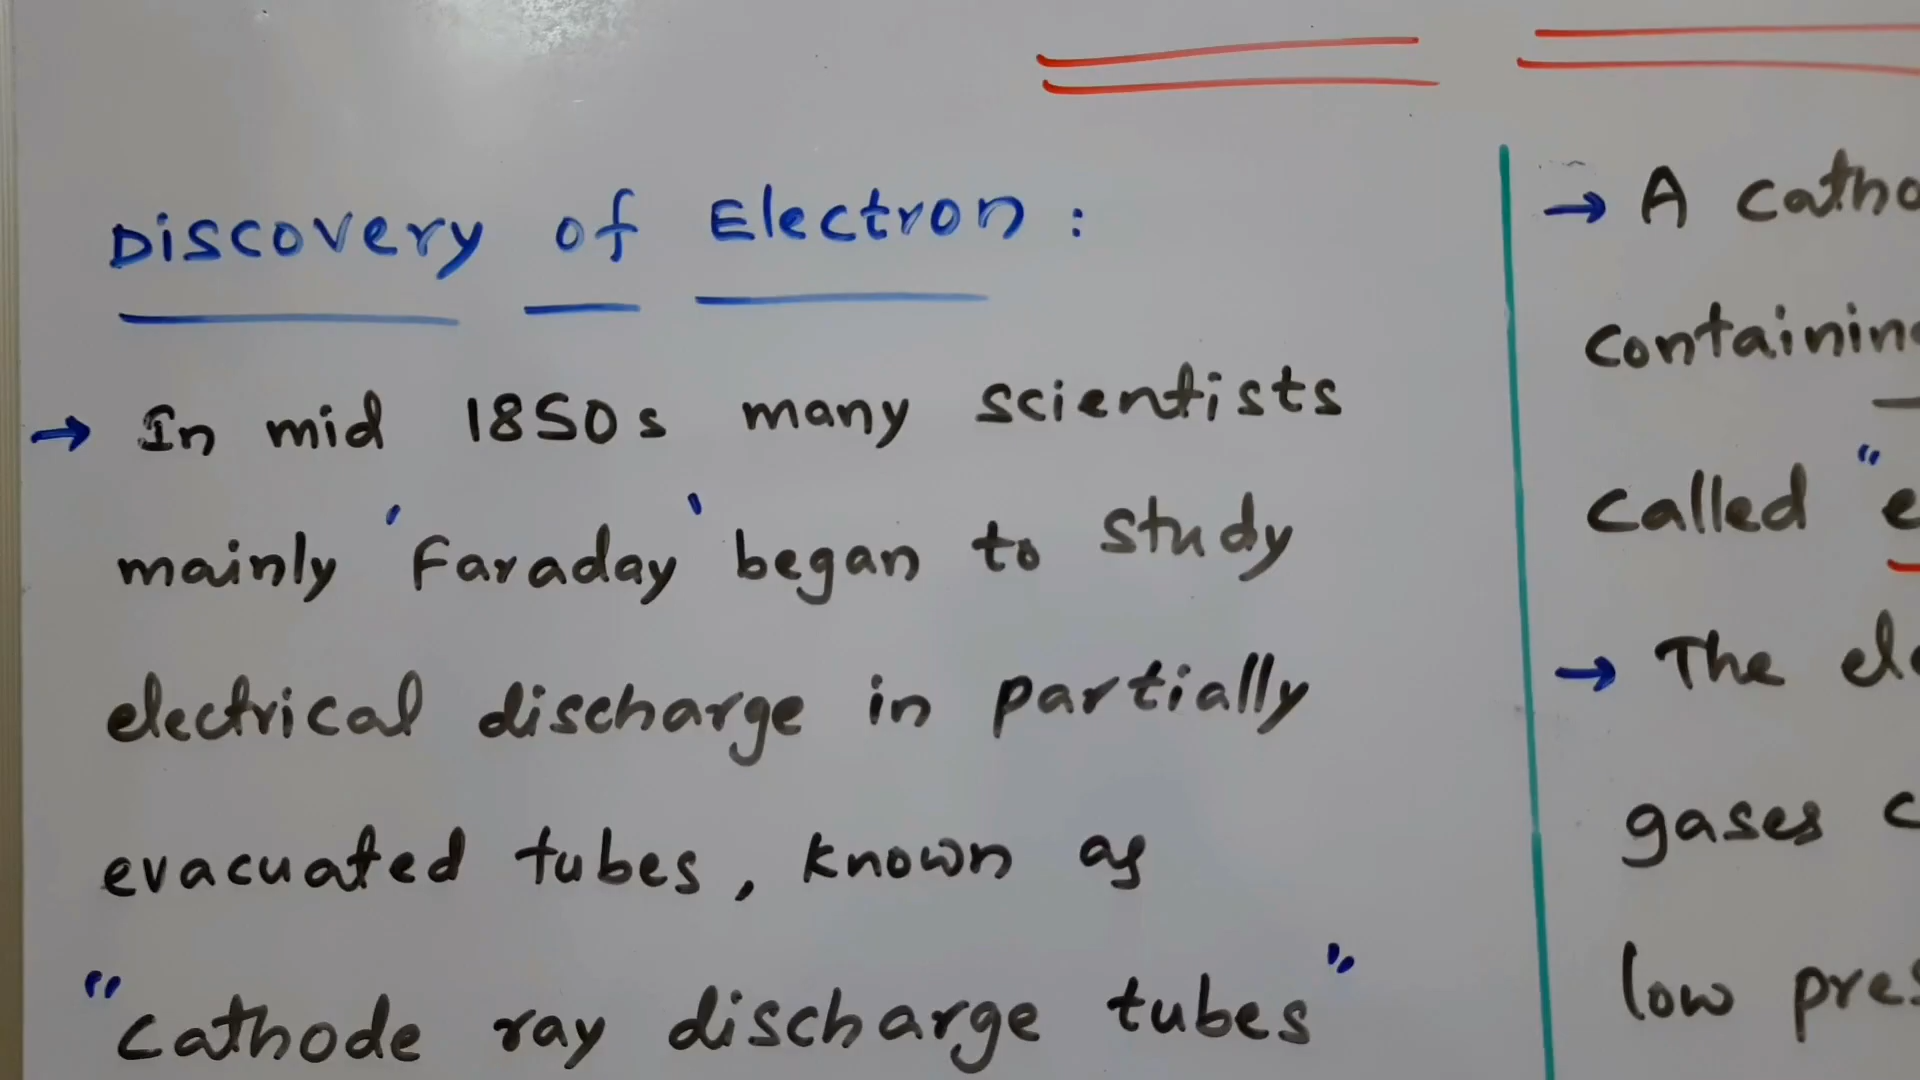 Discovery of Electron :
→ In mid 1850s many scientists
mainly 'Faraday' began to study
electrical discharge in partially
evacuated tubes, known as
"cathode ray discharge tubes"
→ A
called "
→ The
gases
low